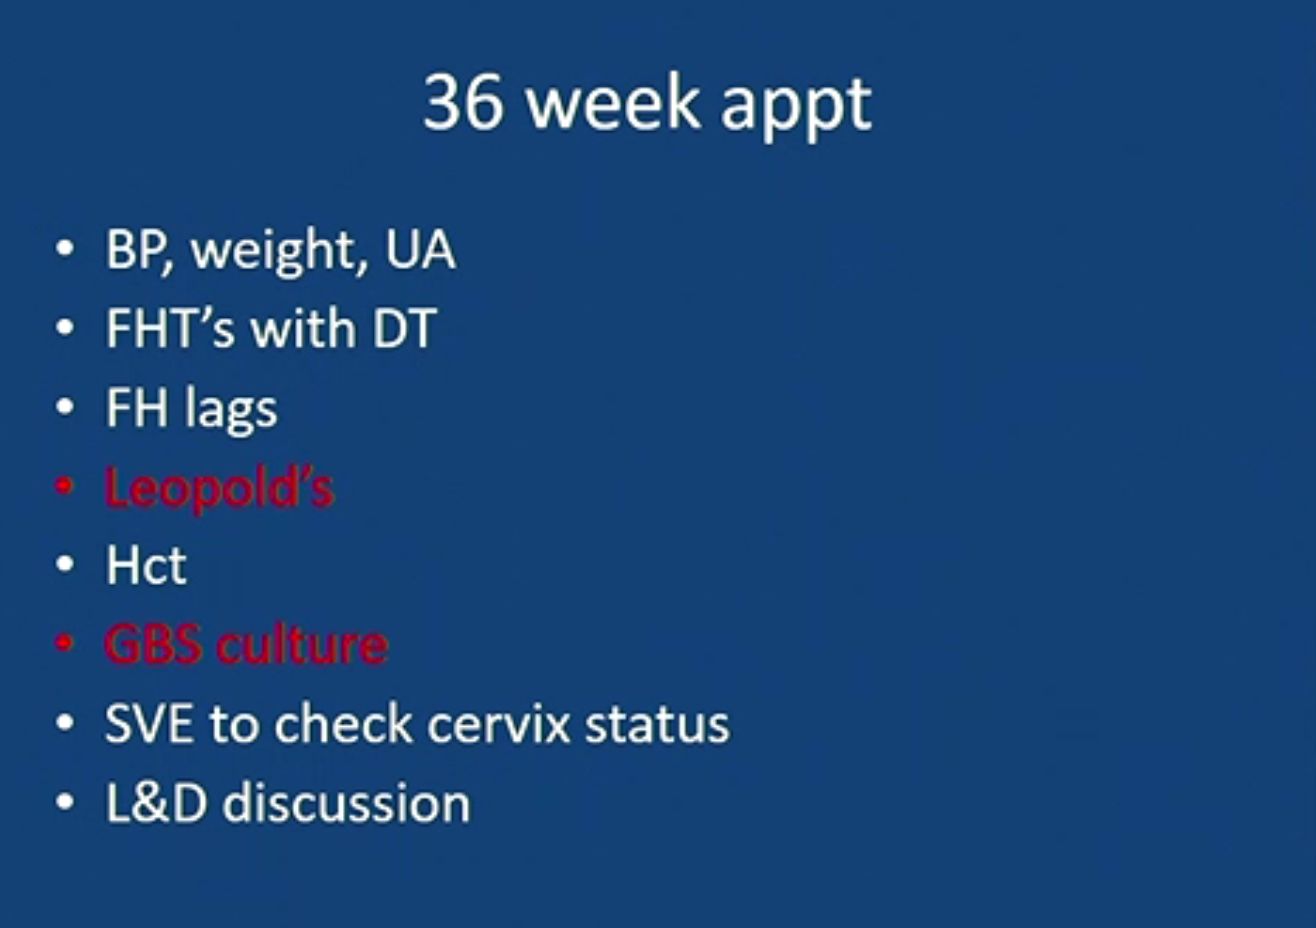 36 week appt
• BP, weight, UA
• FHT’s with DT
• FH lags
• Leopold’s
• Hct
• GBS culture
• SVE to check cervix status
• L&D discussion